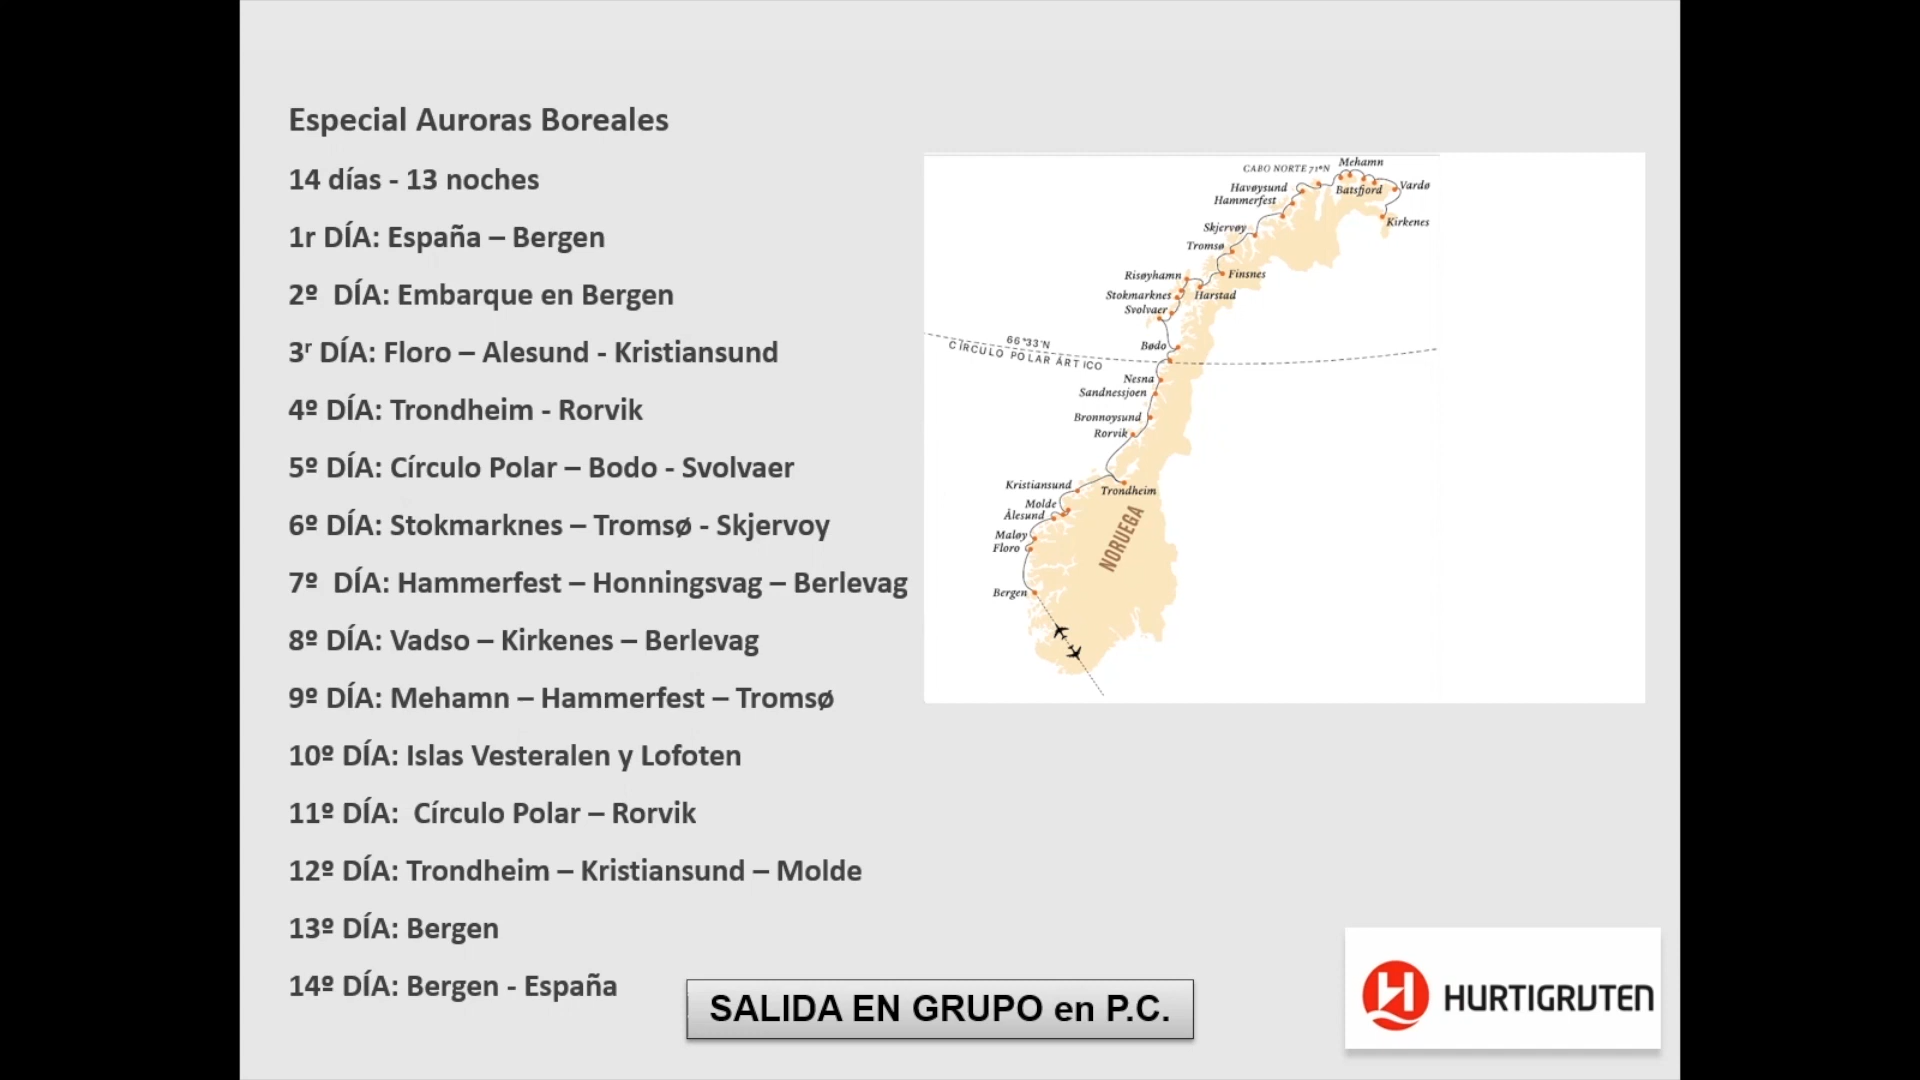 Especial Auroras Boreales
14 días - 13 noches
1r DÍA: España – Bergen
2º  DÍA: Embarque en Bergen
3ʳ DÍA: Floro – Alesund - Kristiansund
4º DÍA: Trondheim - Rorvik
5º DÍA: Círculo Polar – Bodo - Svolvaer
6º DÍA: Stokmarknes – Tromsø - Skjervoy
7º  DÍA: Hammerfest – Honningsvag – Berlevag
8º DÍA: Vadso – Kirkenes – Berlevag
9º DÍA: Mehamn – Hammerfest – Tromsø
10º DÍA: Islas Vesteralen y Lofoten
11º DÍA:  Círculo Polar – Rorvik
12º DÍA: Trondheim – Kristiansund – Molde
13º DÍA: Bergen
14º DÍA: Bergen - España
Mehamn
CABO NORTE 71ºN
Havøysund
Batsfjord
Vardø
Hammerfest
Kirkenes
Skjervøy
Tromsø
Finsnes
Risøyhamn
Stokmarknes
Harstad
Svolvaer
66º33'N
CÍRCULO POLAR ÁRTICO
Bødo
Nesna
Sandnessjoen
Bronnoysund
Rorvik
Kristiansund
Trondheim
Molde
Ålesund
Maløy
Floro
NORUEGA
Bergen
SALIDA EN GRUPO en P.C.
HURTIGRUTEN